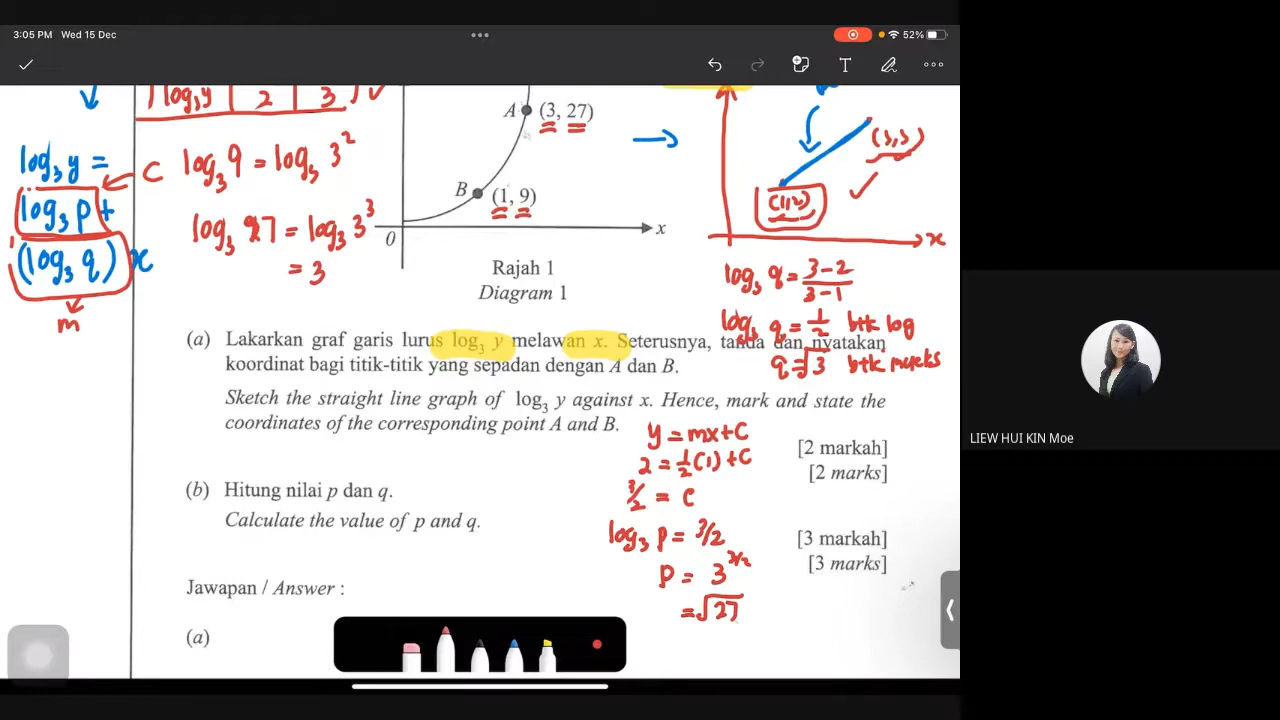 3:05 PM Wed 15 Dec
52%
log₃y 2 3
log₃ y =
log₃ p +
(log₃ q) x
C
m
log₃ 9 = log₃ 3²
log₃ 27 = log₃ 3³
= 3
A (3, 27)
B (1, 9)
0
x
Rajah 1
Diagram 1
(3,3)
(1,2)
x
log₃ q = 3-2/3-1
log₃ q = 1/2 btk log
q = √3 btk punks
(a) Lakarkan graf garis lurus log₃ y melawan x. Seterusnya, tanda dan nyatakan
koordinat bagi titik-titik yang sepadan dengan A dan B.
Sketch the straight line graph of log₃ y against x. Hence, mark and state the
coordinates of the corresponding point A and B.
[2 markah]
[2 marks]
y = mx+C
2 = 1/2(1)+C
3/2 = C
log₃ p = 3/2
P = 3^3/2
= √27
(b) Hitung nilai p dan q.
Calculate the value of p and q.
[3 markah]
[3 marks]
Jawapan / Answer :
(a)
LIEW HUI KIN Moe